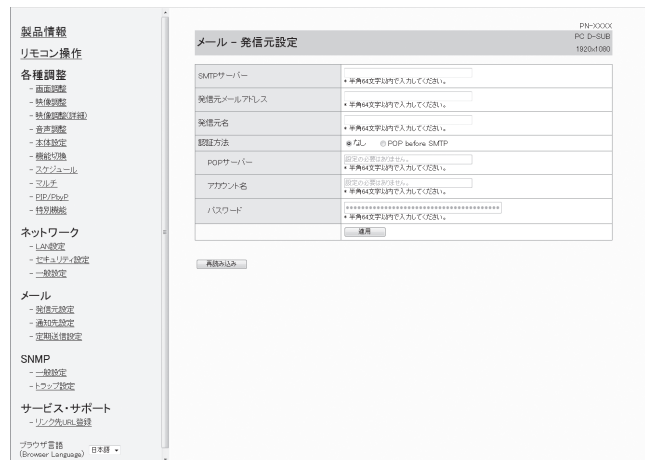 製品情報
リモコン操作
各種調整
- 画面調整
- 映像調整
- 映像調整(詳細)
- 音声調整
- 本体設定
- 機能切換
- スケジュール
- マルチ
- PIP/PbyP
- 特別機能
ネットワーク
- LAN設定
- セキュリティ設定
- 一般設定
メール
- 発信元設定
- 通知先設定
- 定期送信設定
SNMP
- 一般設定
- トラップ設定
サービス・サポート
- リンク先URL登録
ブラウザ言語
(Browser Language) 日本語
PN-XXXX
メール - 発信元設定 PC D-SUB
1920x1080
SMTPサーバー
* 半角64文字以内で入力してください。
発信元メールアドレス
* 半角64文字以内で入力してください。
発信元名
* 半角64文字以内で入力してください。
認証方法 なし POP before SMTP
POPサーバー 設定の必要はありません。
* 半角64文字以内で入力してください。
アカウント名 設定の必要はありません。
* 半角64文字以内で入力してください。
パスワード
* 半角64文字以内で入力してください。
適用
再読み込み